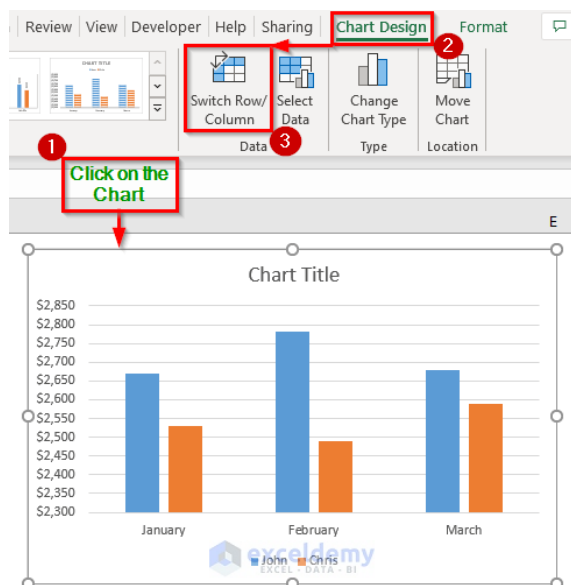 Review View Developer Help Sharing Chart Design Format
2
CHART TITLE
Switch Row/ Column
Select Data
Change Chart Type
Move Chart
Data Type Location
3
1
Click on the
Chart
E
Chart Title
$2,850
$2,800
$2,750
$2,700
$2,650
$2,600
$2,550
$2,500
$2,450
$2,400
$2,350
$2,300
January February March
John Chris
exceldemy
EXCEL - DATA - BI